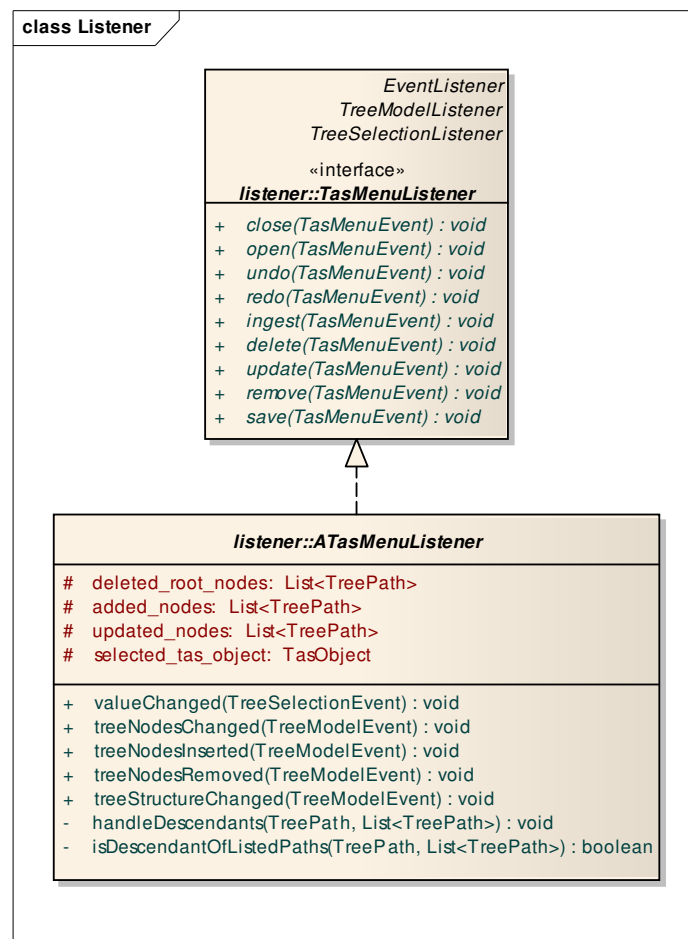 class Listener
EventListener
TreeModelListener
TreeSelectionListener
«interface»
listener::TasMenuListener
+ close(TasMenuEvent) : void
+ open(TasMenuEvent) : void
+ undo(TasMenuEvent) : void
+ redo(TasMenuEvent) : void
+ ingest(TasMenuEvent) : void
+ delete(TasMenuEvent) : void
+ update(TasMenuEvent) : void
+ remove(TasMenuEvent) : void
+ save(TasMenuEvent) : void
listener::ATasMenuListener
# deleted_root_nodes: List<TreePath>
# added_nodes: List<TreePath>
# updated_nodes: List<TreePath>
# selected_tas_object: TasObject
+ valueChanged(TreeSelectionEvent) : void
+ treeNodesChanged(TreeModelEvent) : void
+ treeNodesInserted(TreeModelEvent) : void
+ treeNodesRemoved(TreeModelEvent) : void
+ treeStructureChanged(TreeModelEvent) : void
- handleDescendants(TreePath, List<TreePath>) : void
- isDescendantOfListedPaths(TreePath, List<TreePath>) : boolean